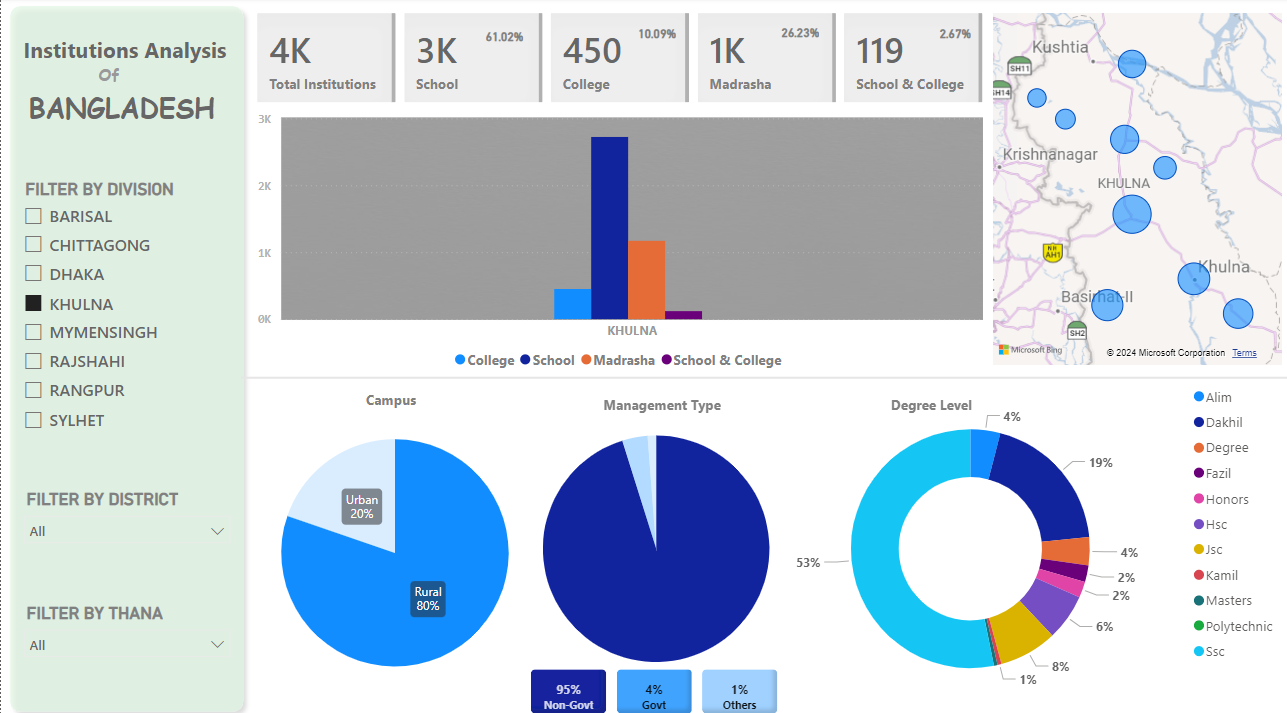 Institutions Analysis
Of
BANGLADESH
FILTER BY DIVISION
BARISAL
CHITTAGONG
DHAKA
KHULNA
MYMENSINGH
RAJSHAHI
RANGPUR
SYLHET
FILTER BY DISTRICT
All
FILTER BY THANA
All
4K
Total Institutions
3K 61.02%
School
450 10.09%
College
1K 26.23%
Madrasha
119 2.67%
School & College
3K
2K
1K
0K
KHULNA
College School Madrasha School & College
Kushtia
SH11
SH14
Krishnanagar
KHULNA
NR
AH1
Khulna
Basirhat-II
SH2
Microsoft Bing
© 2024 Microsoft Corporation Terms
Campus
Urban
20%
Rural
80%
Management Type
95%
Non-Govt
4%
Govt
1%
Others
Degree Level
4%
19%
4%
2%
2%
6%
8%
1%
53%
Alim
Dakhil
Degree
Fazil
Honors
Hsc
Jsc
Kamil
Masters
Polytechnic
Ssc